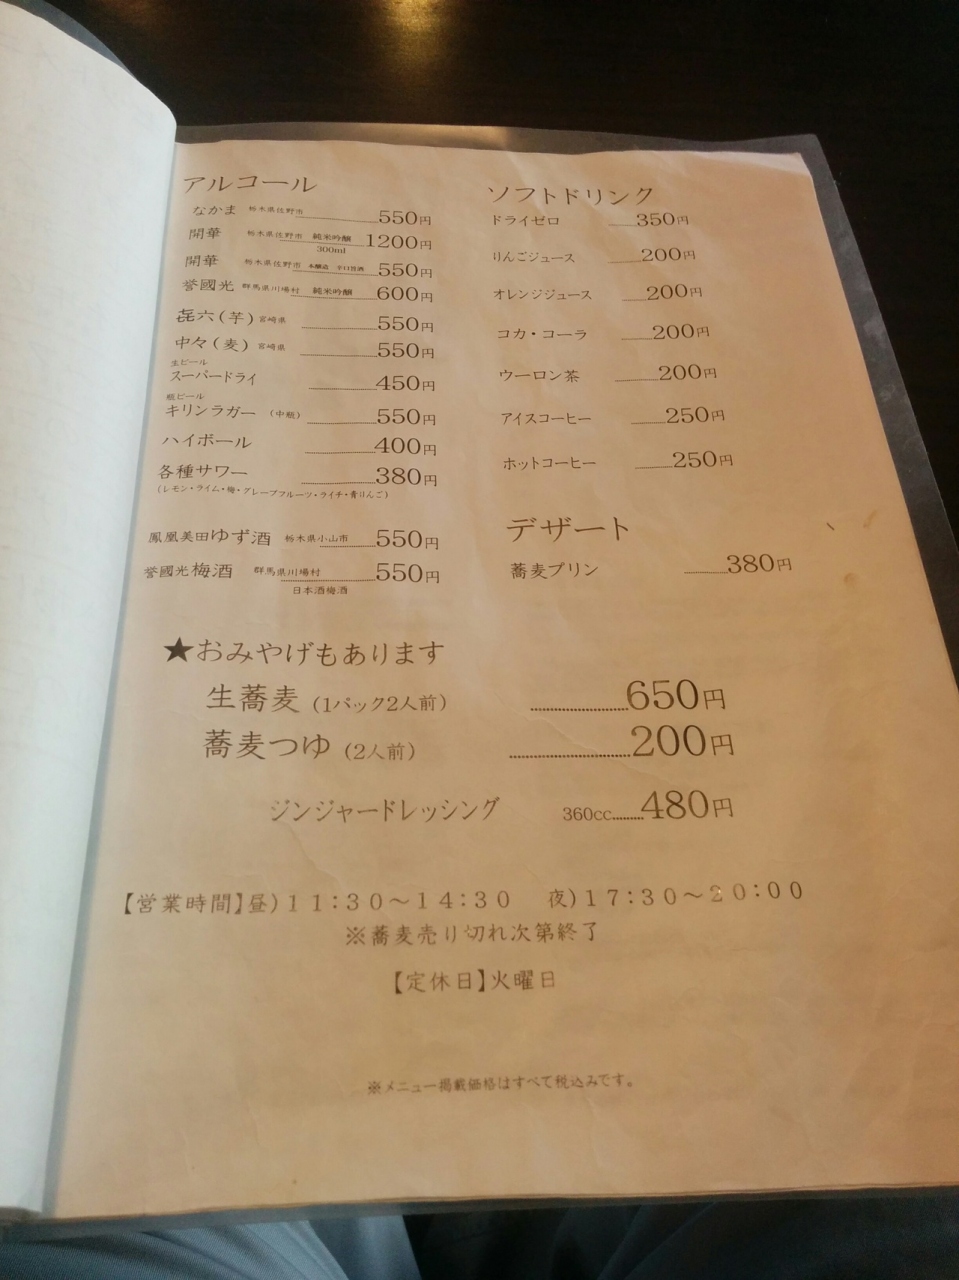 アルコール
なかま 栃木県佐野市 550円
開華 栃木県佐野市 純米吟醸 300ml 1200円
開華 栃木県佐野市 本醸造 辛口旨酒 550円
誉國光 群馬県川場村 純米吟醸 600円
㐂六(芋) 宮崎県 550円
中々(麦) 宮崎県 550円
生ビール
スーパードライ 450円
瓶ビール
キリンラガー (中瓶) 550円
ハイボール 400円
各種サワー 380円
(レモン・ライム・梅・グレープフルーツ・ライチ・青りんご)
鳳凰美田ゆず酒 栃木県小山市 550円
誉國光梅酒 群馬県川場村 550円
日本酒梅酒
ソフトドリンク
ドライゼロ 350円
りんごジュース 200円
オレンジジュース 200円
コカ・コーラ 200円
ウーロン茶 200円
アイスコーヒー 250円
ホットコーヒー 250円
デザート
蕎麦プリン 380円
★おみやげもあります
生蕎麦 (1パック2人前) 650円
蕎麦つゆ (2人前) 200円
ジンジャードレッシング 360cc 480円
【営業時間】昼)11:30～14:30 夜)17:30～20:00
※蕎麦売り切れ次第終了
【定休日】火曜日
※メニュー掲載価格はすべて税込みです。